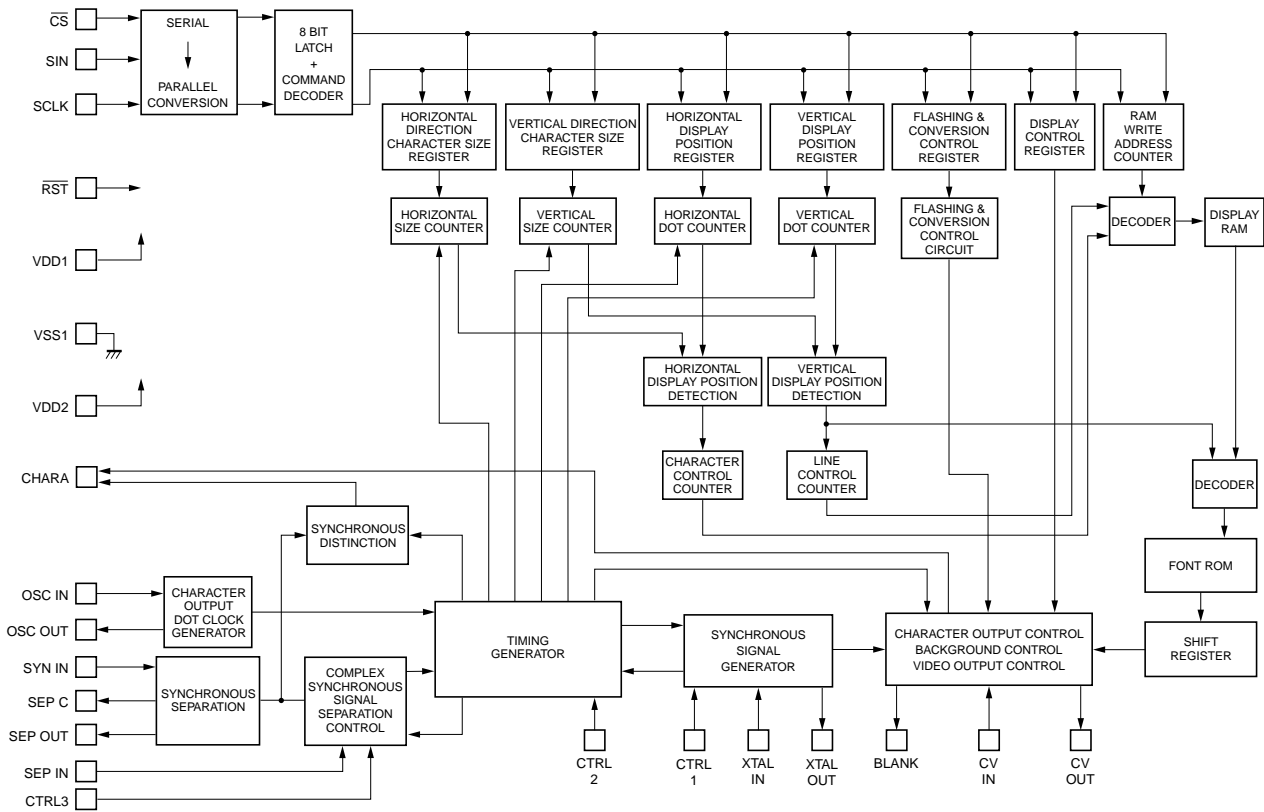 CS
SIN
SCLK
SERIAL
PARALLEL
CONVERSION
8 BIT
LATCH
+
COMMAND
DECODER
HORIZONTAL
DIRECTION
CHARACTER SIZE
REGISTER
VERTICAL DIRECTION
CHARACTER SIZE
REGISTER
HORIZONTAL
DISPLAY
POSITION
REGISTER
VERTICAL
DISPLAY
POSITION
REGISTER
FLASHING &
CONVERSION
CONTROL
REGISTER
DISPLAY
CONTROL
REGISTER
RAM
WRITE
ADDRESS
COUNTER
RST
VDD1
VSS1
VDD2
HORIZONTAL
SIZE COUNTER
VERTICAL
SIZE COUNTER
HORIZONTAL
DOT COUNTER
VERTICAL
DOT COUNTER
FLASHING &
CONVERSION
CONTROL
CIRCUIT
DECODER
DISPLAY
RAM
HORIZONTAL
DISPLAY POSITION
DETECTION
VERTICAL
DISPLAY POSITION
DETECTION
CHARA
CHARACTER
CONTROL
COUNTER
LINE
CONTROL
COUNTER
DECODER
SYNCHRONOUS
DISTINCTION
FONT ROM
OSC IN
OSC OUT
CHARACTER
OUTPUT
DOT CLOCK
GENERATOR
TIMING
GENERATOR
SYNCHRONOUS
SIGNAL
GENERATOR
CHARACTER OUTPUT CONTROL
BACKGROUND CONTROL
VIDEO OUTPUT CONTROL
SHIFT
REGISTER
SYN IN
SEP C
SEP OUT
SYNCHRONOUS
SEPARATION
COMPLEX
SYNCHRONOUS
SIGNAL
SEPARATION
CONTROL
SEP IN
CTRL3
CTRL
2
CTRL
1
XTAL
IN
XTAL
OUT
BLANK
CV
IN
CV
OUT